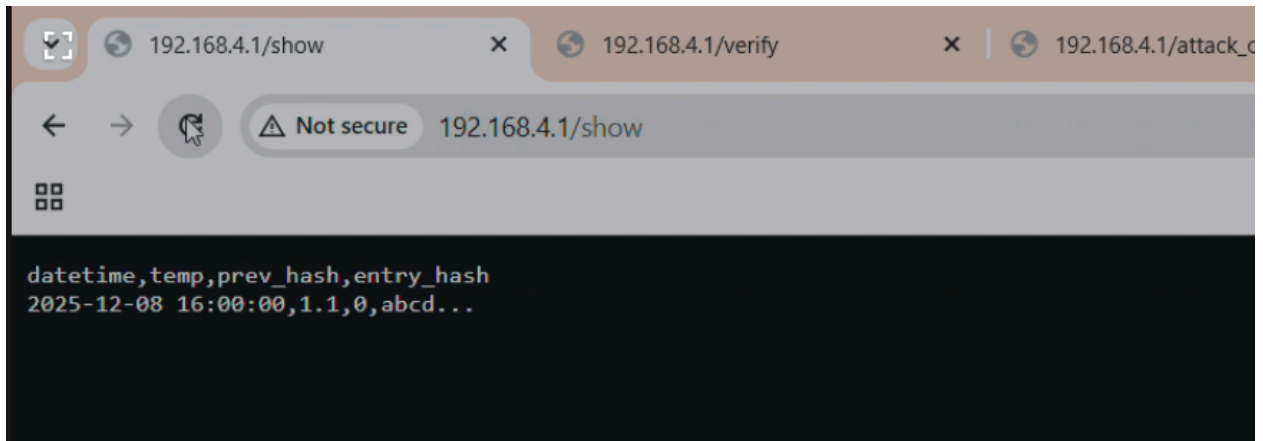 192.168.4.1/show
192.168.4.1/verify
192.168.4.1/attack_
Not secure
192.168.4.1/show
datetime,temp,prev_hash,entry_hash
2025-12-08 16:00:00,1.1,0,abcd...